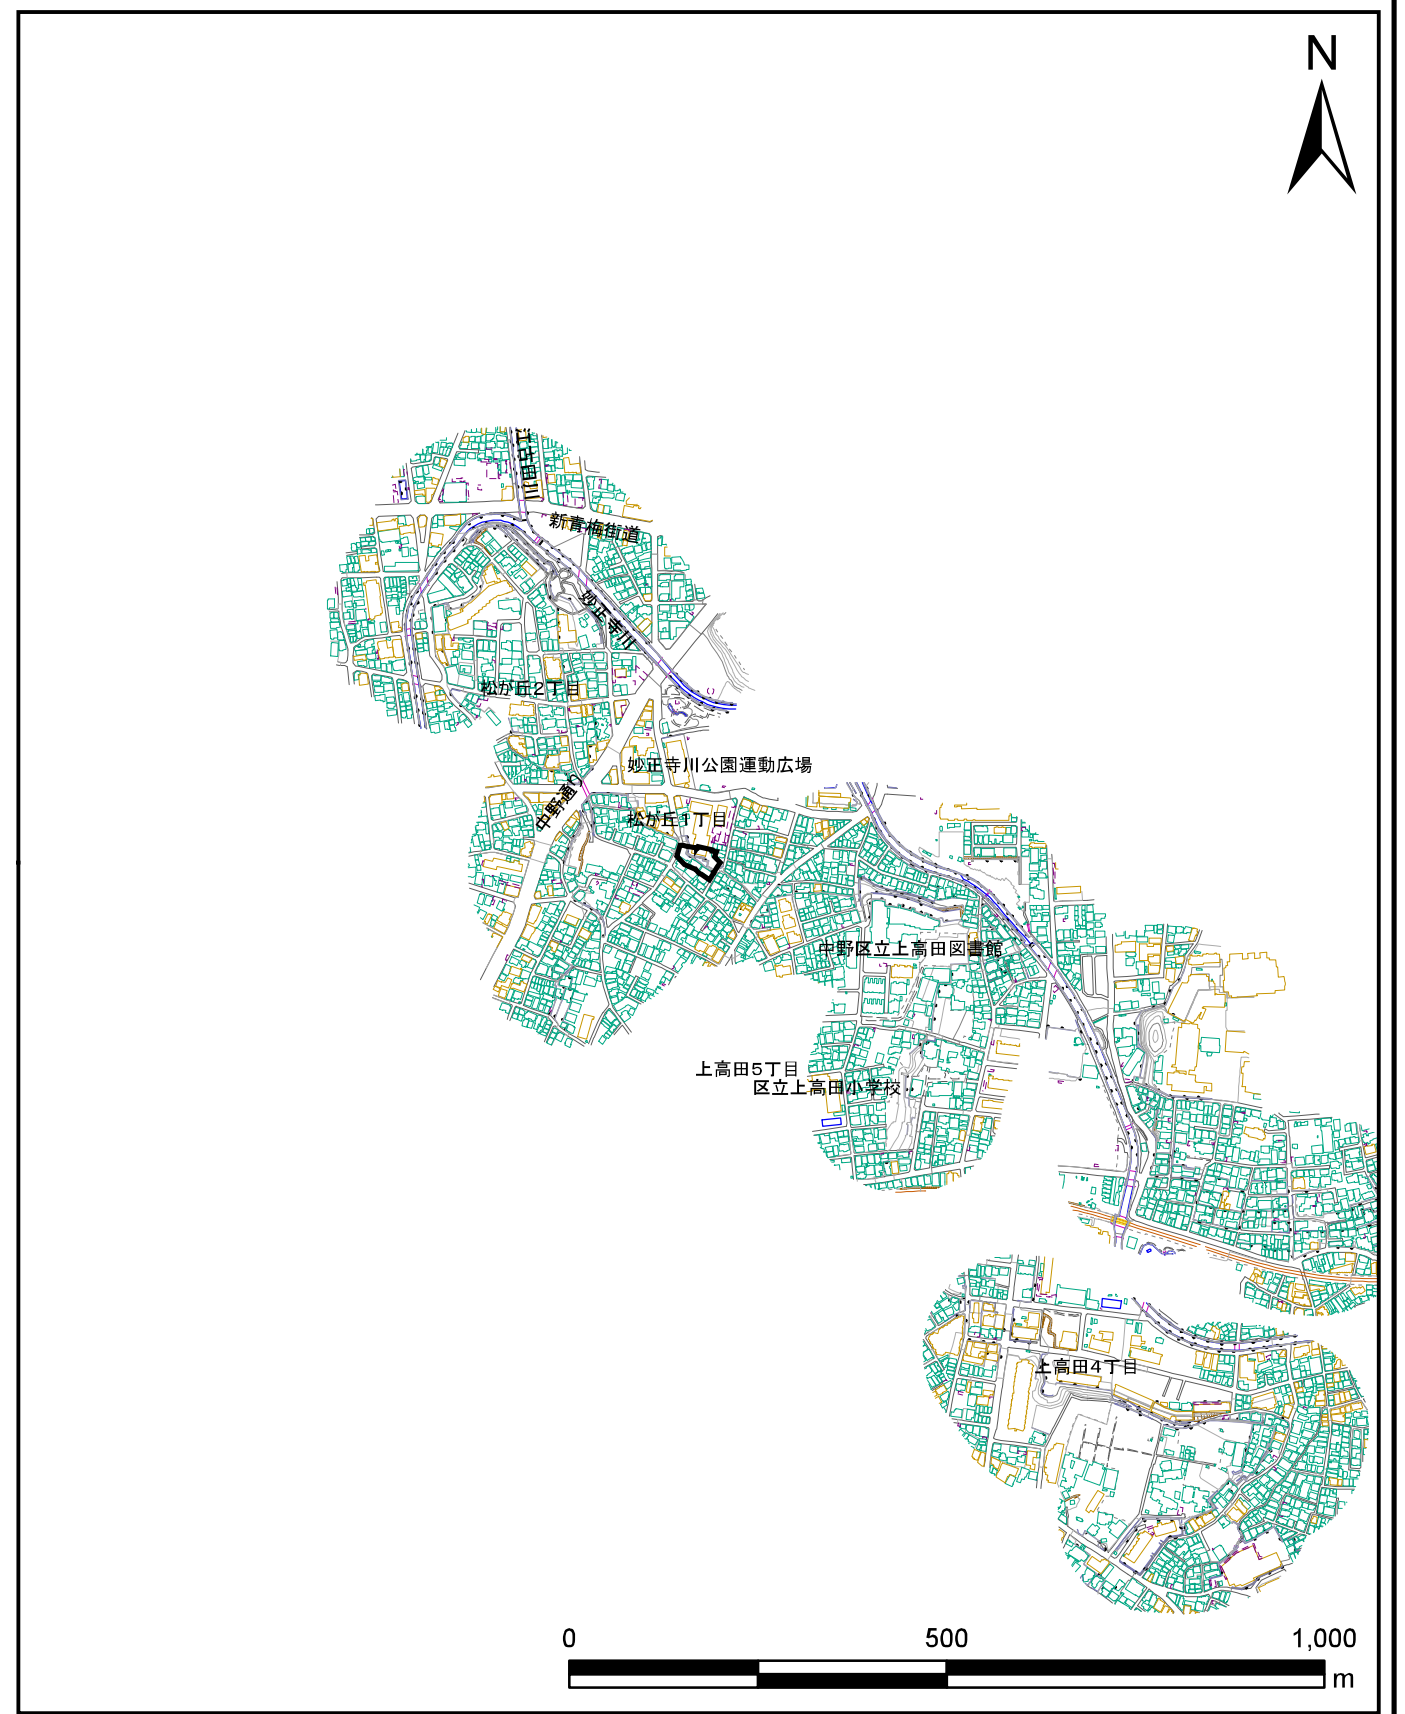 N
江古田川
新青梅街道
妙正寺川
松が丘2丁目
妙正寺川公園運動広場
中野通り
松が丘1丁目
中野区立上高田図書館
上高田5丁目
区立上高田小学校
上高田4丁目
0 500 1,000
m